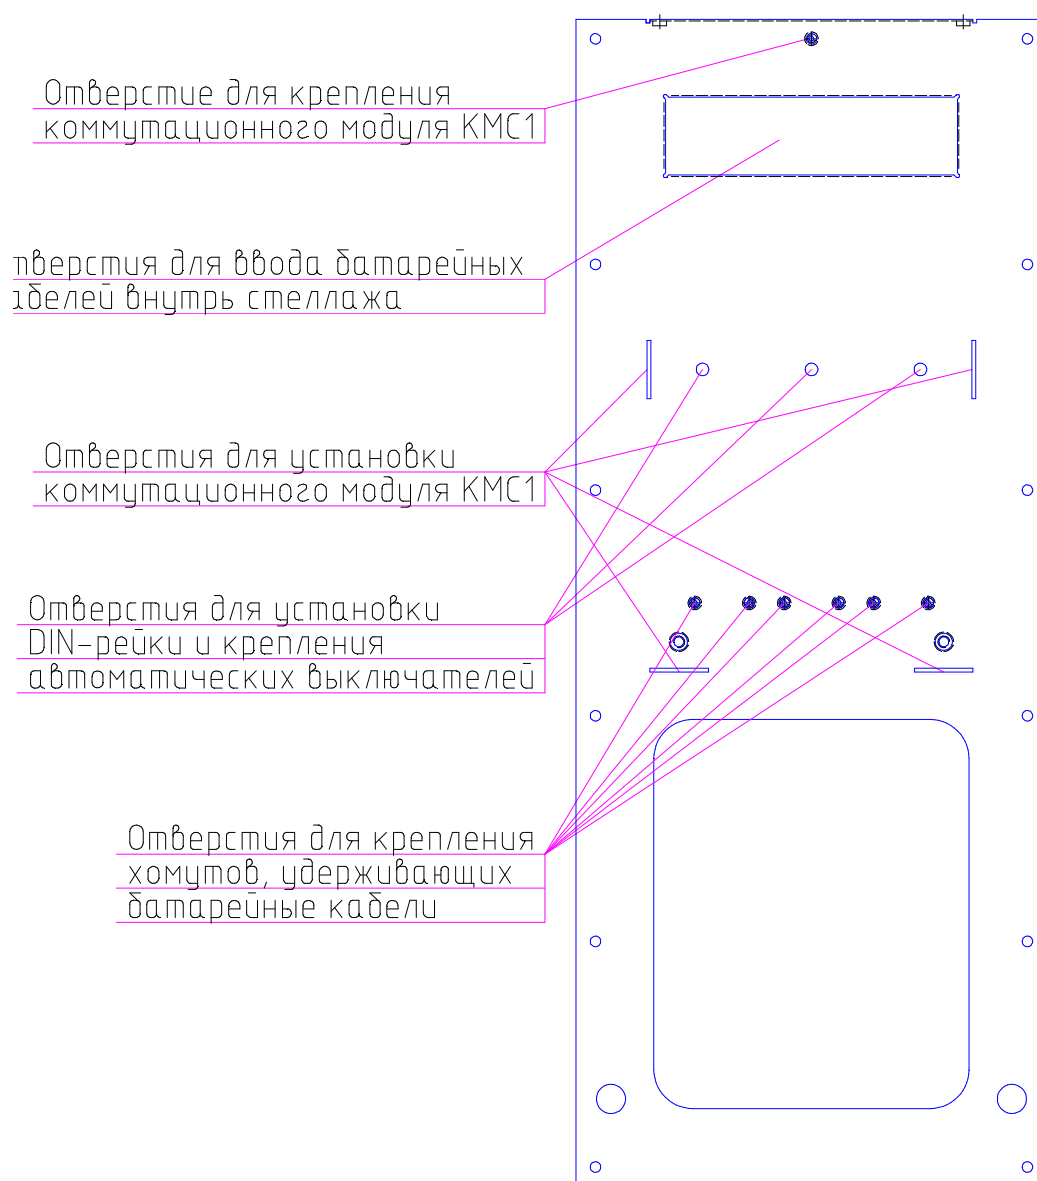 Отверстие для крепления
коммутационного модуля КМС1
тверстия для ввода батарейных
абелей внутрь стеллажа
Отверстия для установки
коммутационного модуля КМС1
Отверстия для установки
DIN-рейки и крепления
автоматических выключателей
Отверстия для крепления
хомутов, удерживающих
батарейные кабели